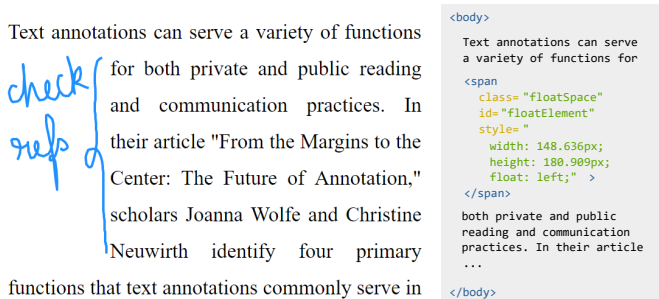 Text annotations can serve a variety of functions
for both private and public reading
and communication practices. In
their article "From the Margins to the
Center: The Future of Annotation,"
scholars Joanna Wolfe and Christine
Neuwirth identify four primary
functions that text annotations commonly serve in
check
refs
<body>
Text annotations can serve
a variety of functions for
<span
class="floatSpace"
id="floatElement"
style="
width: 148.636px;
height: 180.909px;
float: left;" >
</span>
both private and public
reading and communication
practices. In their article
...
</body>